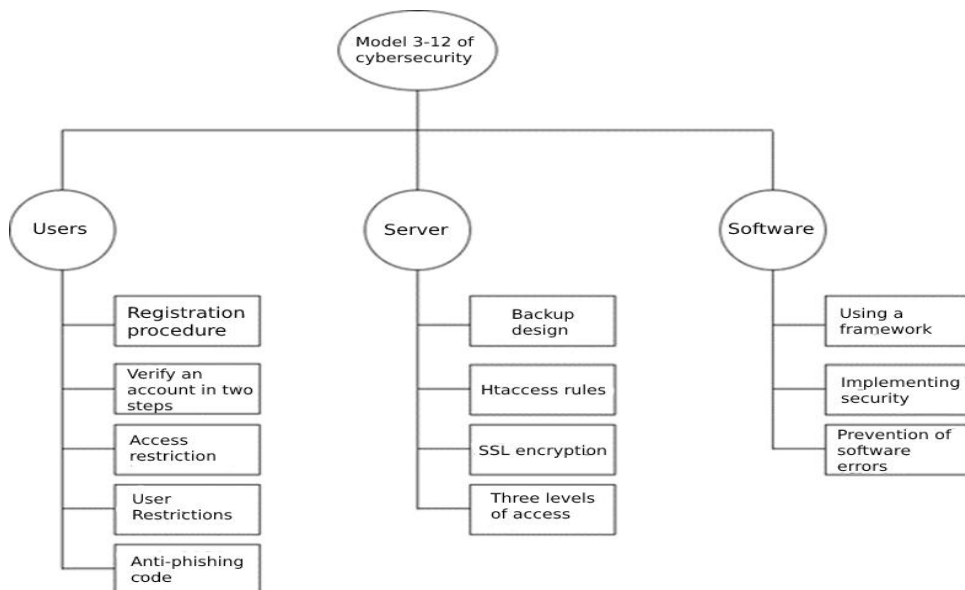 Model 3-12 of
cybersecurity
Users
Server
Software
Registration
procedure
Verify an
account in two
steps
Access
restriction
User
Restrictions
Anti-phishing
code
Backup
design
Htaccess rules
SSL encryption
Three levels
of access
Using a
framework
Implementing
security
Prevention of
software
errors